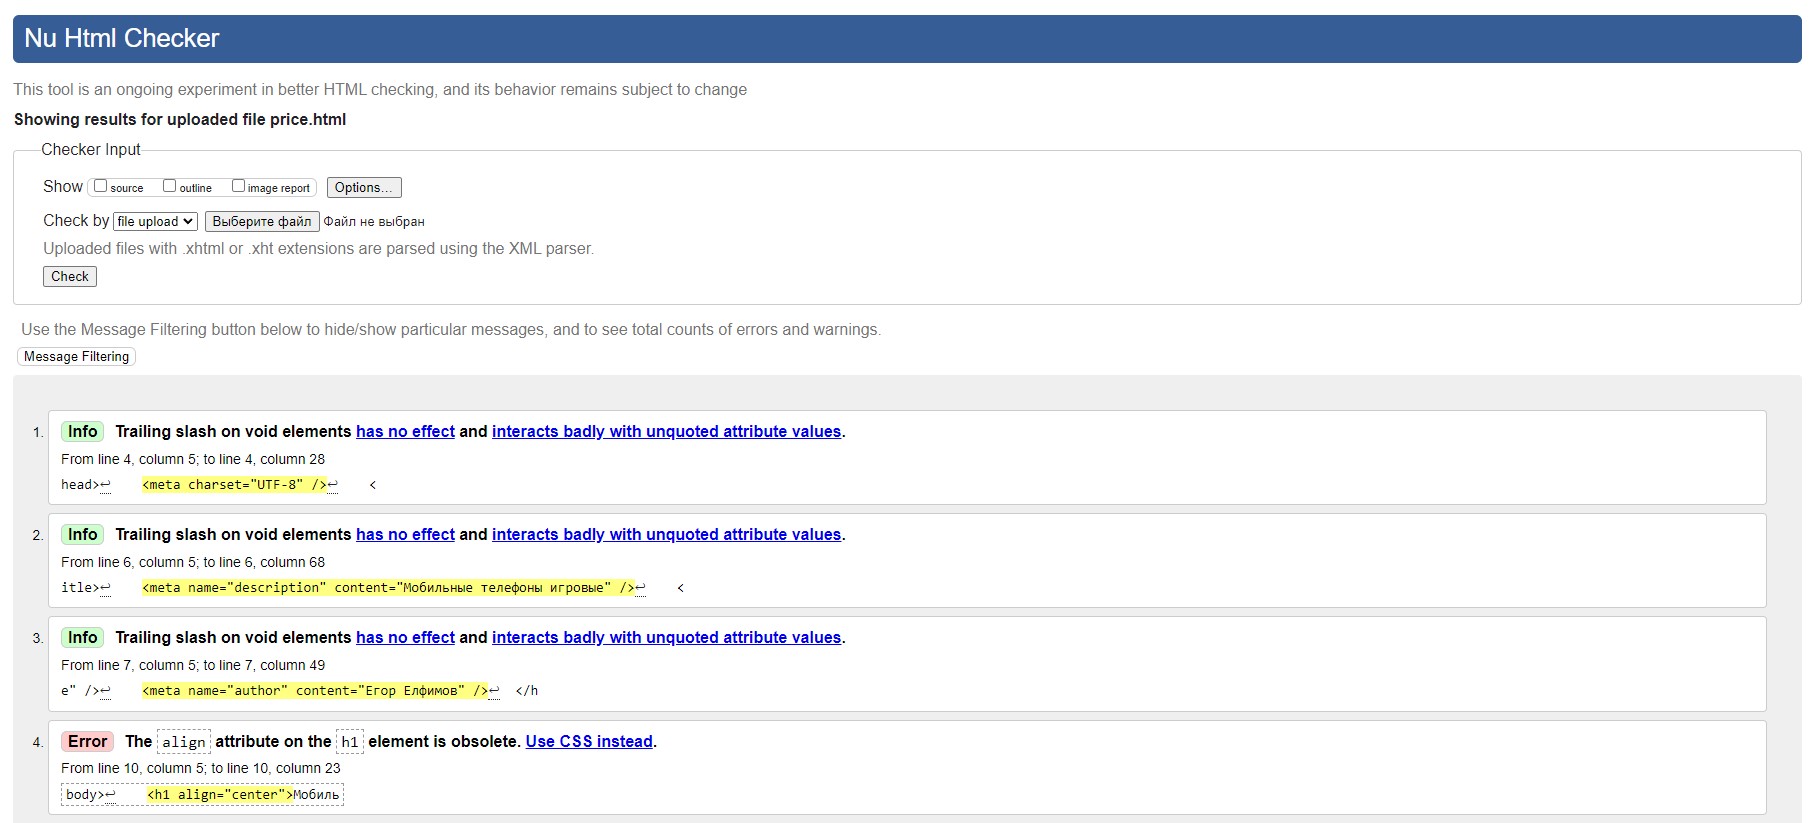 Nu Html Checker
This tool is an ongoing experiment in better HTML checking, and its behavior remains subject to change
Showing results for uploaded file price.html
Checker Input
Show source outline image report Options...
Check by file upload Выберите файл Файл не выбран
Uploaded files with .xhtml or .xht extensions are parsed using the XML parser.
Check
Use the Message Filtering button below to hide/show particular messages, and to see total counts of errors and warnings.
Message Filtering
1. Info Trailing slash on void elements has no effect and interacts badly with unquoted attribute values.
From line 4, column 5; to line 4, column 28
head>↩ <meta charset="UTF-8" />↩ <
2. Info Trailing slash on void elements has no effect and interacts badly with unquoted attribute values.
From line 6, column 5; to line 6, column 68
itle>↩ <meta name="description" content="Мобильные телефоны игровые" />↩ <
3. Info Trailing slash on void elements has no effect and interacts badly with unquoted attribute values.
From line 7, column 5; to line 7, column 49
е" />↩ <meta name="author" content="Егор Елфимов" />↩ </h
4. Error The align attribute on the h1 element is obsolete. Use CSS instead.
From line 10, column 5; to line 10, column 23
body>↩ <h1 align="center">Мобиль